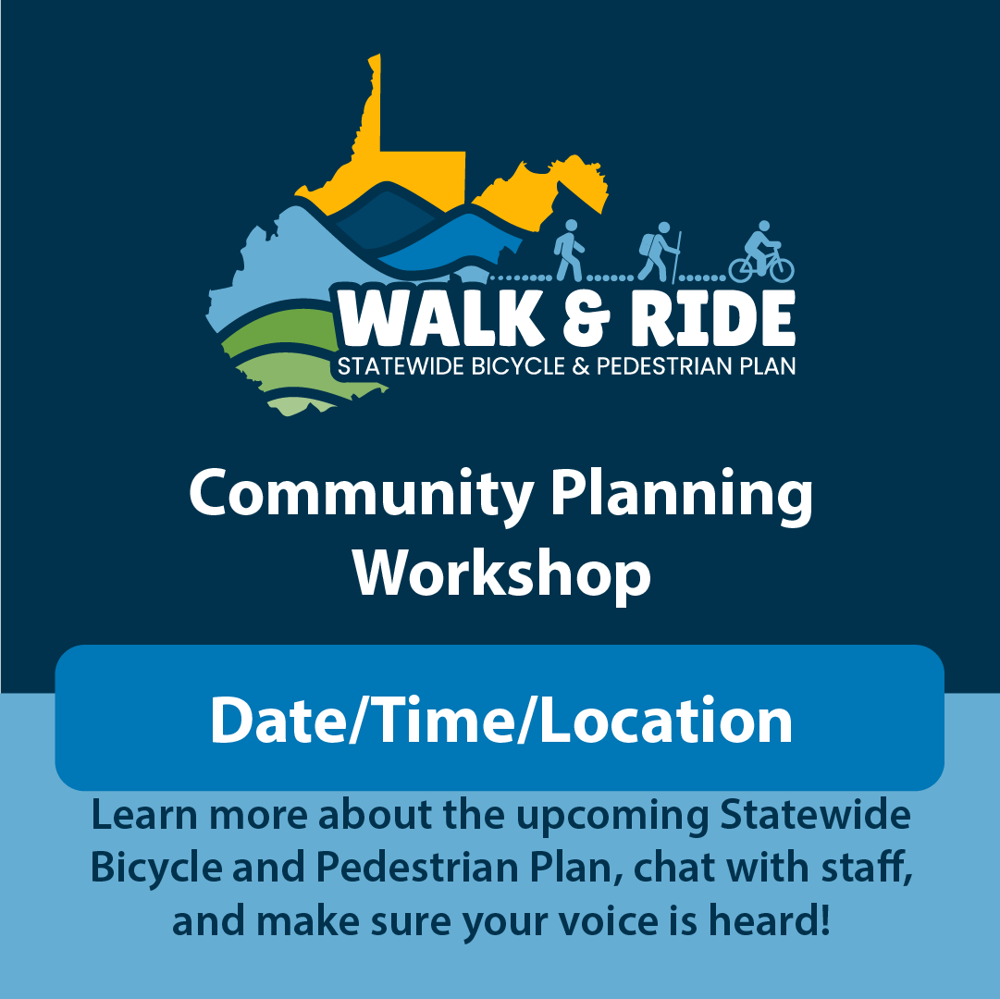 WALK & RIDE
STATEWIDE BICYCLE & PEDESTRIAN PLAN
Community Planning
Workshop
Date/Time/Location
Learn more about the upcoming Statewide
Bicycle and Pedestrian Plan, chat with staff,
and make sure your voice is heard!